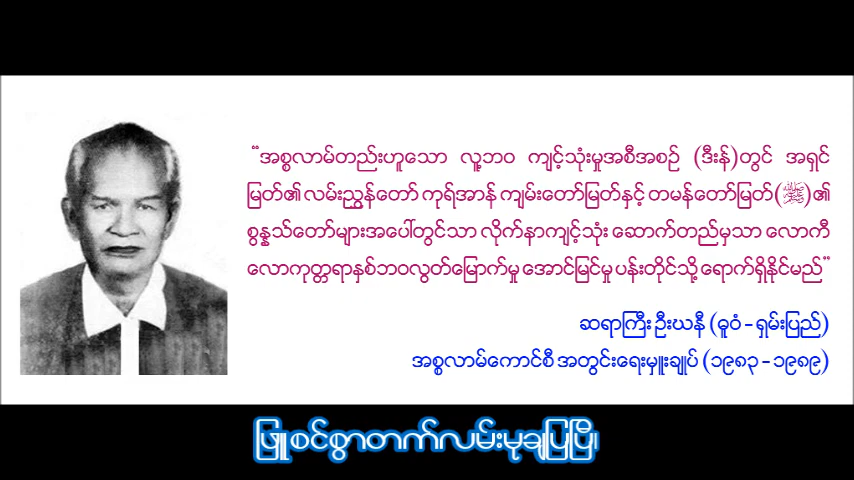 “အစ္စလာမ်တည်းဟူသော လူ့ဘဝ ကျင့်သုံးမှုအစီအစဉ် (ဒီးန်)တွင် အရှင်
မြတ်၏ လမ်းညွှန်တော် ကုရ်အာန် ကျမ်းတော်မြတ်နှင့် တမန်တော်မြတ်(ﷺ)၏
စွန္နသ်တော်များအပေါ်တွင်သာ လိုက်နာကျင့်သုံး ဆောက်တည်မှသာ လောကီ
လောကုတ္တရာနှစ်ဘဝလွတ်မြောက်မှု အောင်မြင်မှု ပန်းတိုင်သို့ ရောက်ရှိနိုင်မည်”
ဆရာကြီး ဦးဃနီ (ဓူဝံ – ရှမ်းပြည်)
အစ္စလာမ်ကောင်စီ အတွင်းရေးမှူးချုပ် (၁၉၈၃ – ၁၉၈၉)
ဖြူစင်စွာတက်လမ်းမုချပြပြီ၊